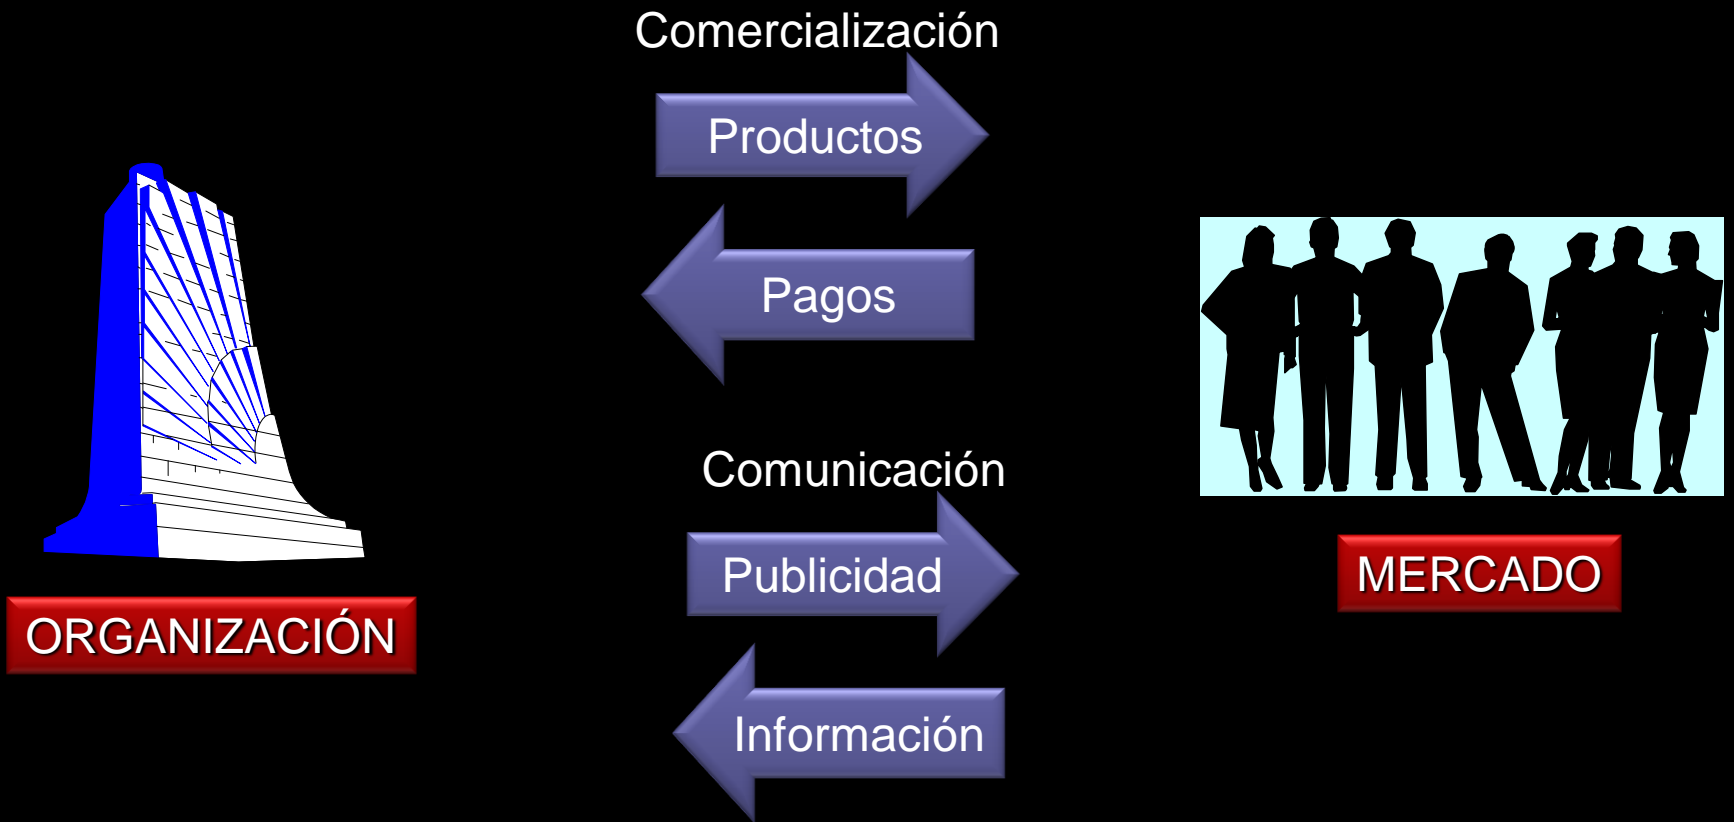 Comercialización
Productos
Pagos
Comunicación
Publicidad
MERCADO
ORGANIZACIÓN
Información